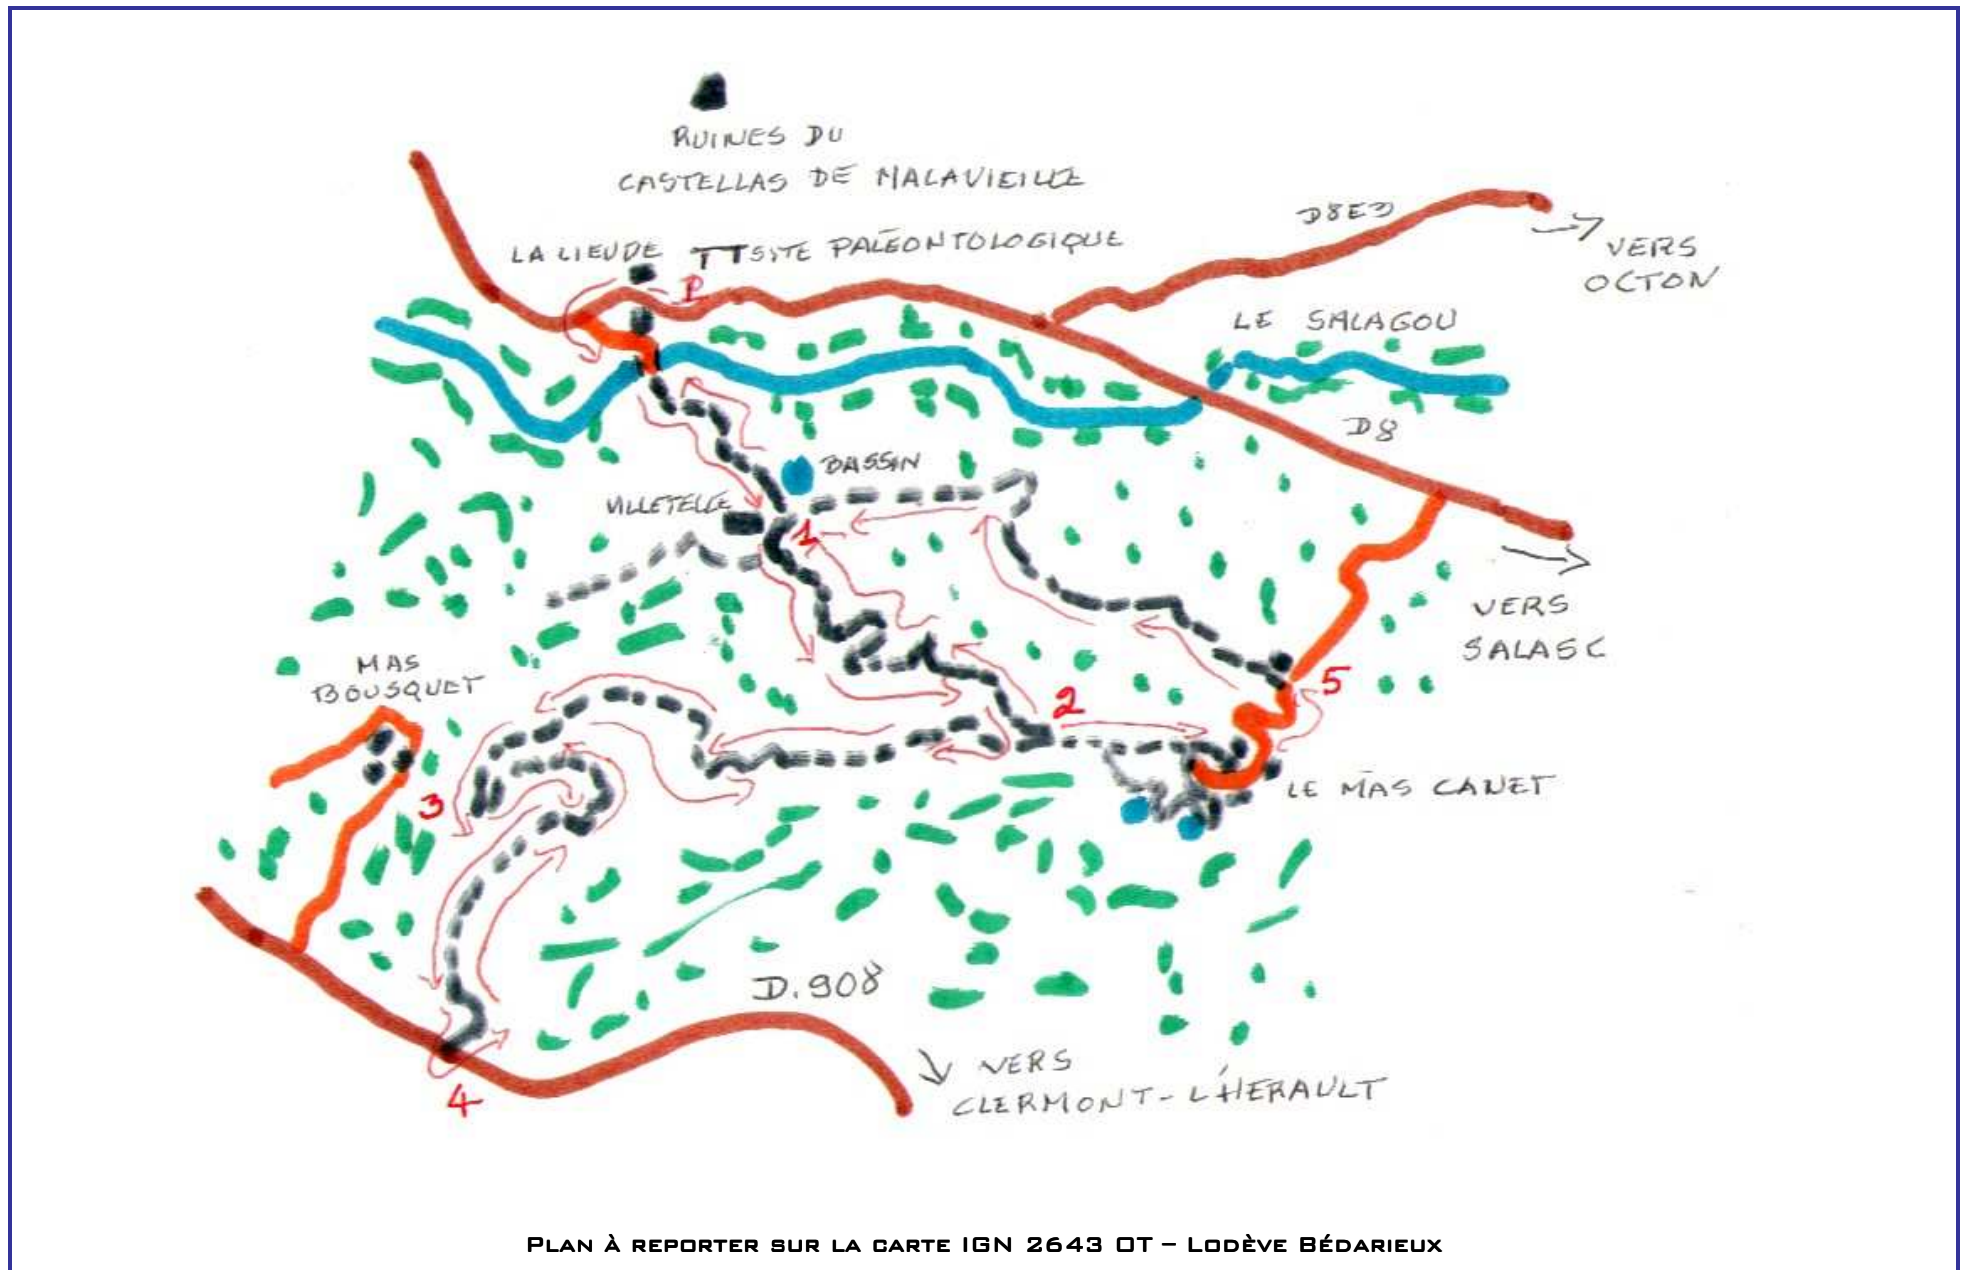 RUINES DU
CASTELLAS DE MALAVIEILLE
LA LIEUDE
SITE PALÉONTOLOGIQUE
P
D8E3
VERS
OCTON
LE SALAGOU
D8
BASSIN
VILLETELLE
1
VERS
SALASC
MAS
BOUSQUET
2
5
3
LE MAS CANET
D.908
4
VERS
CLERMONT-L'HERAULT
PLAN À REPORTER SUR LA CARTE IGN 2643 OT – LODÈVE BÉDARIEUX